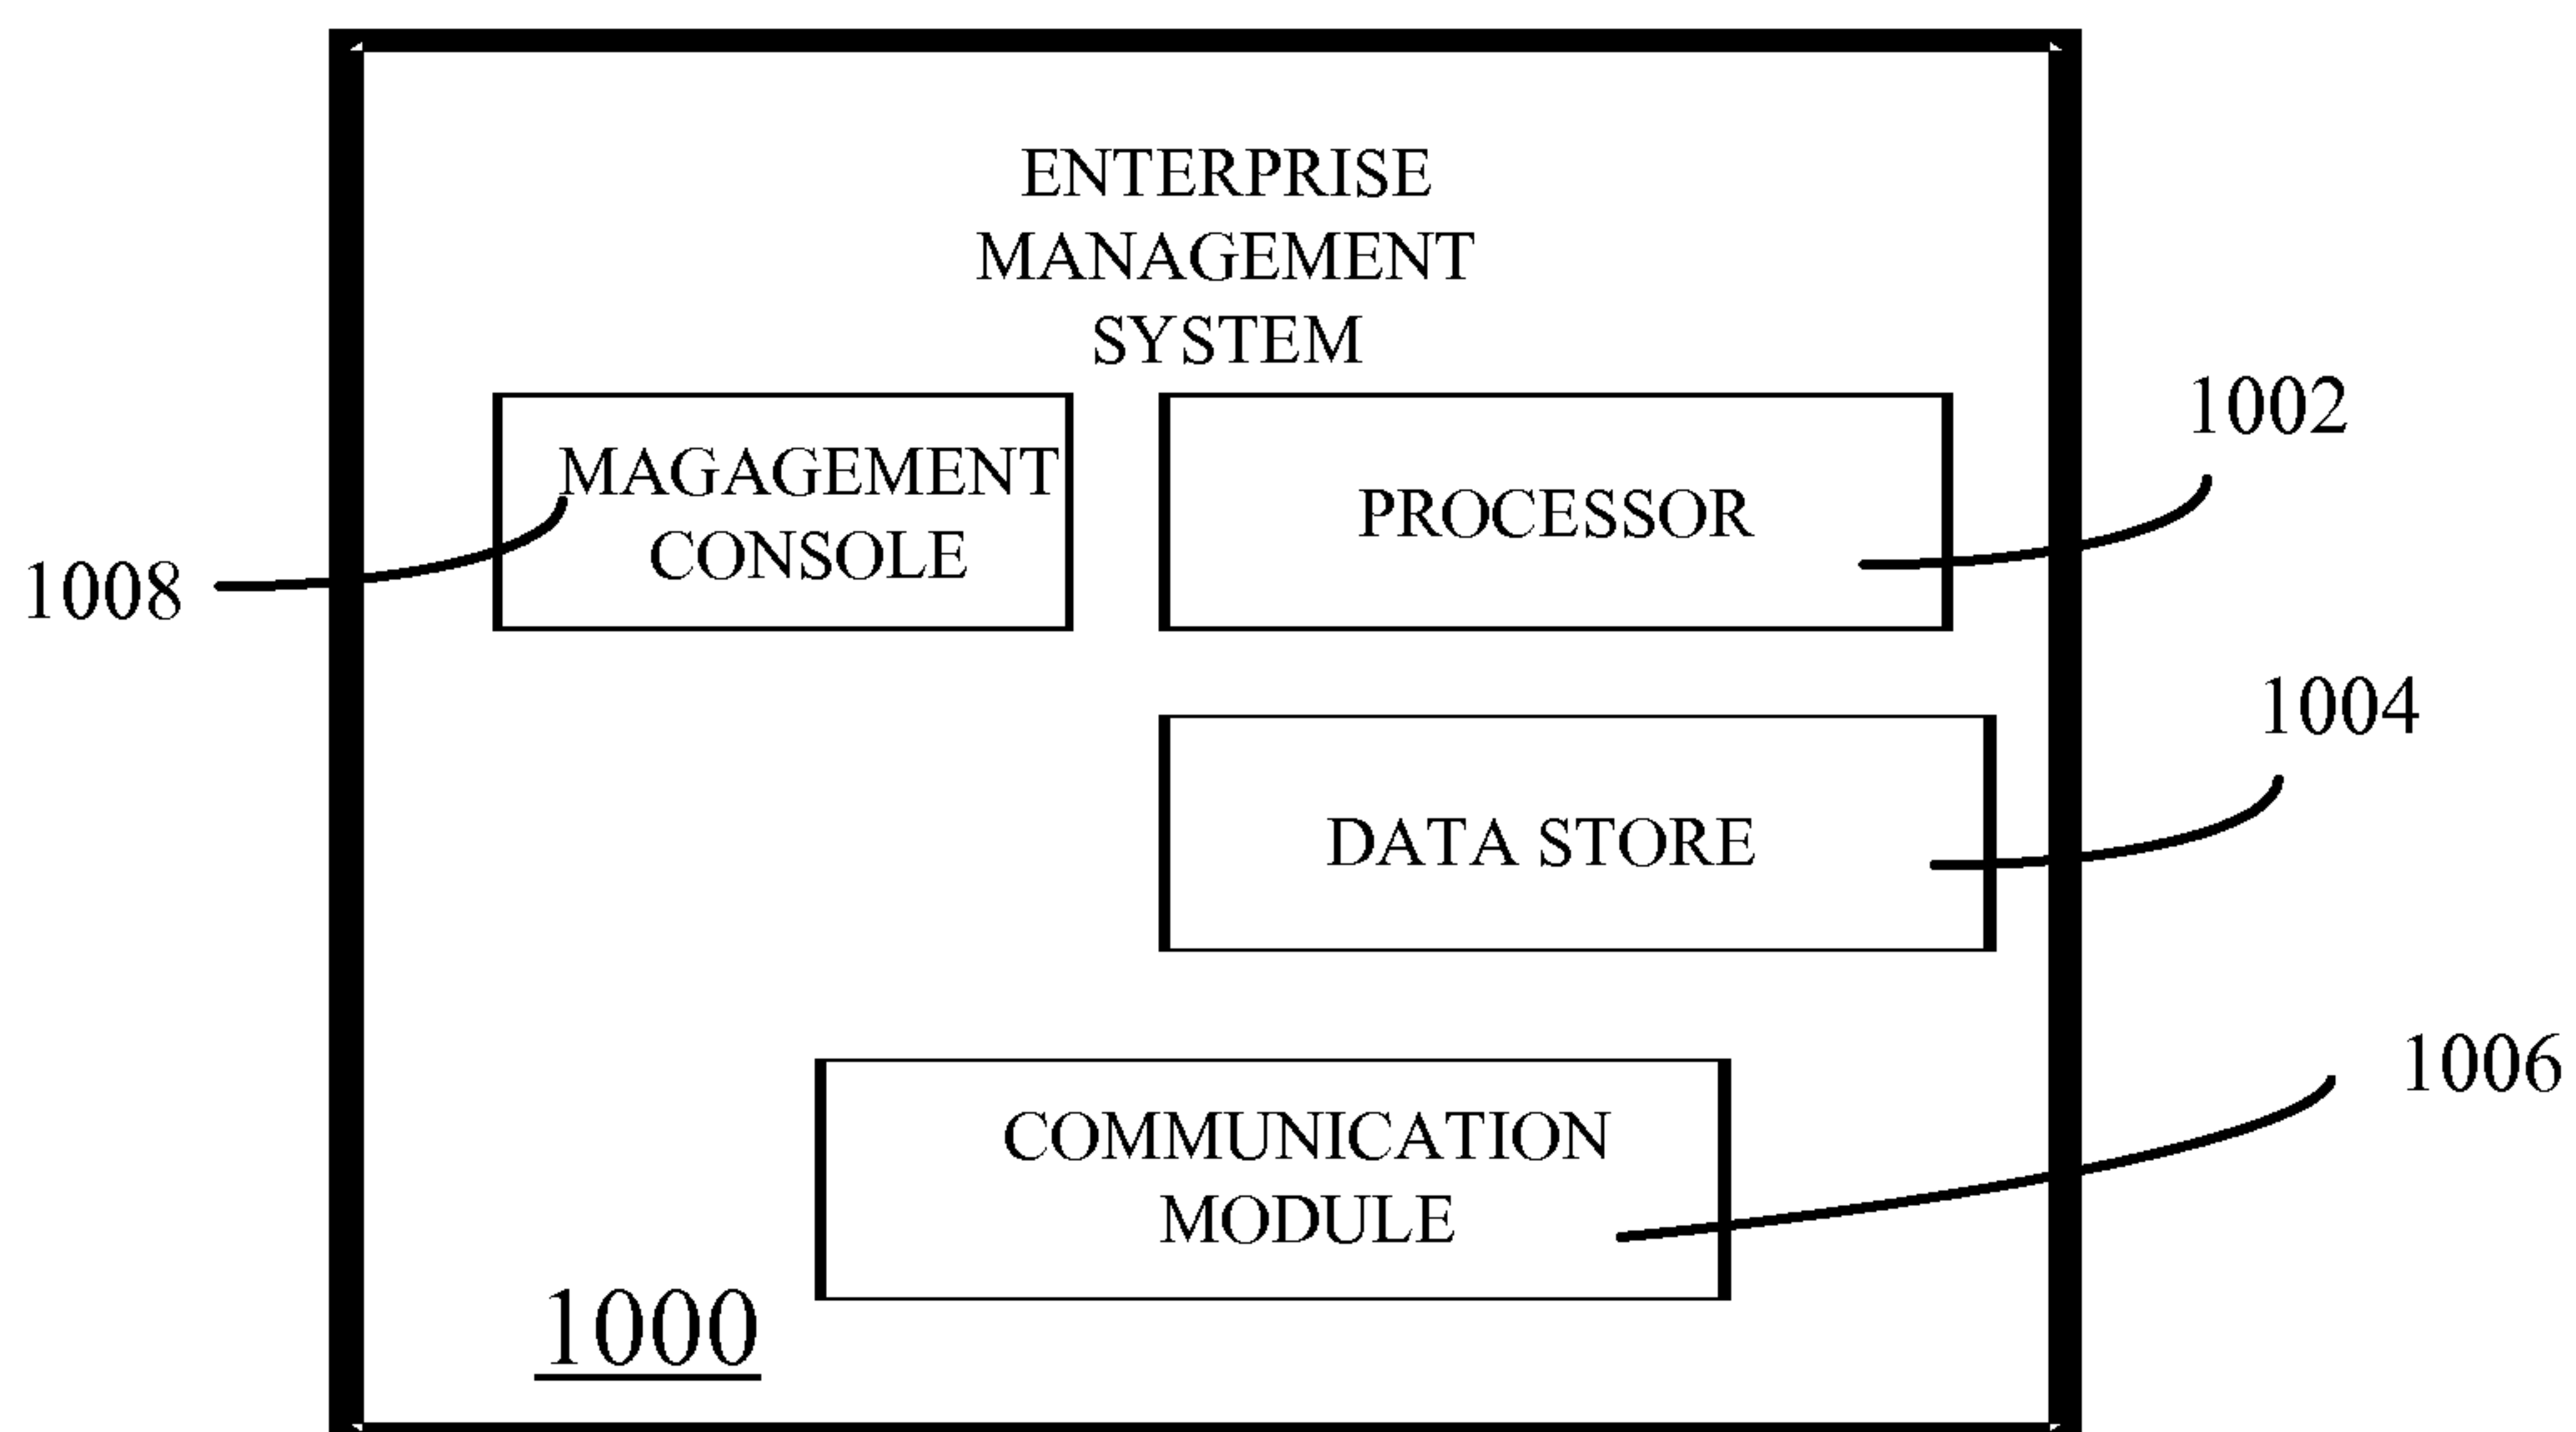 ENTERPRISE
MANAGEMENT
SYSTEM
MAGAGEMENT
CONSOLE
1008
PROCESSOR
1002
DATA STORE
1004
COMMUNICATION
MODULE
1006
1000